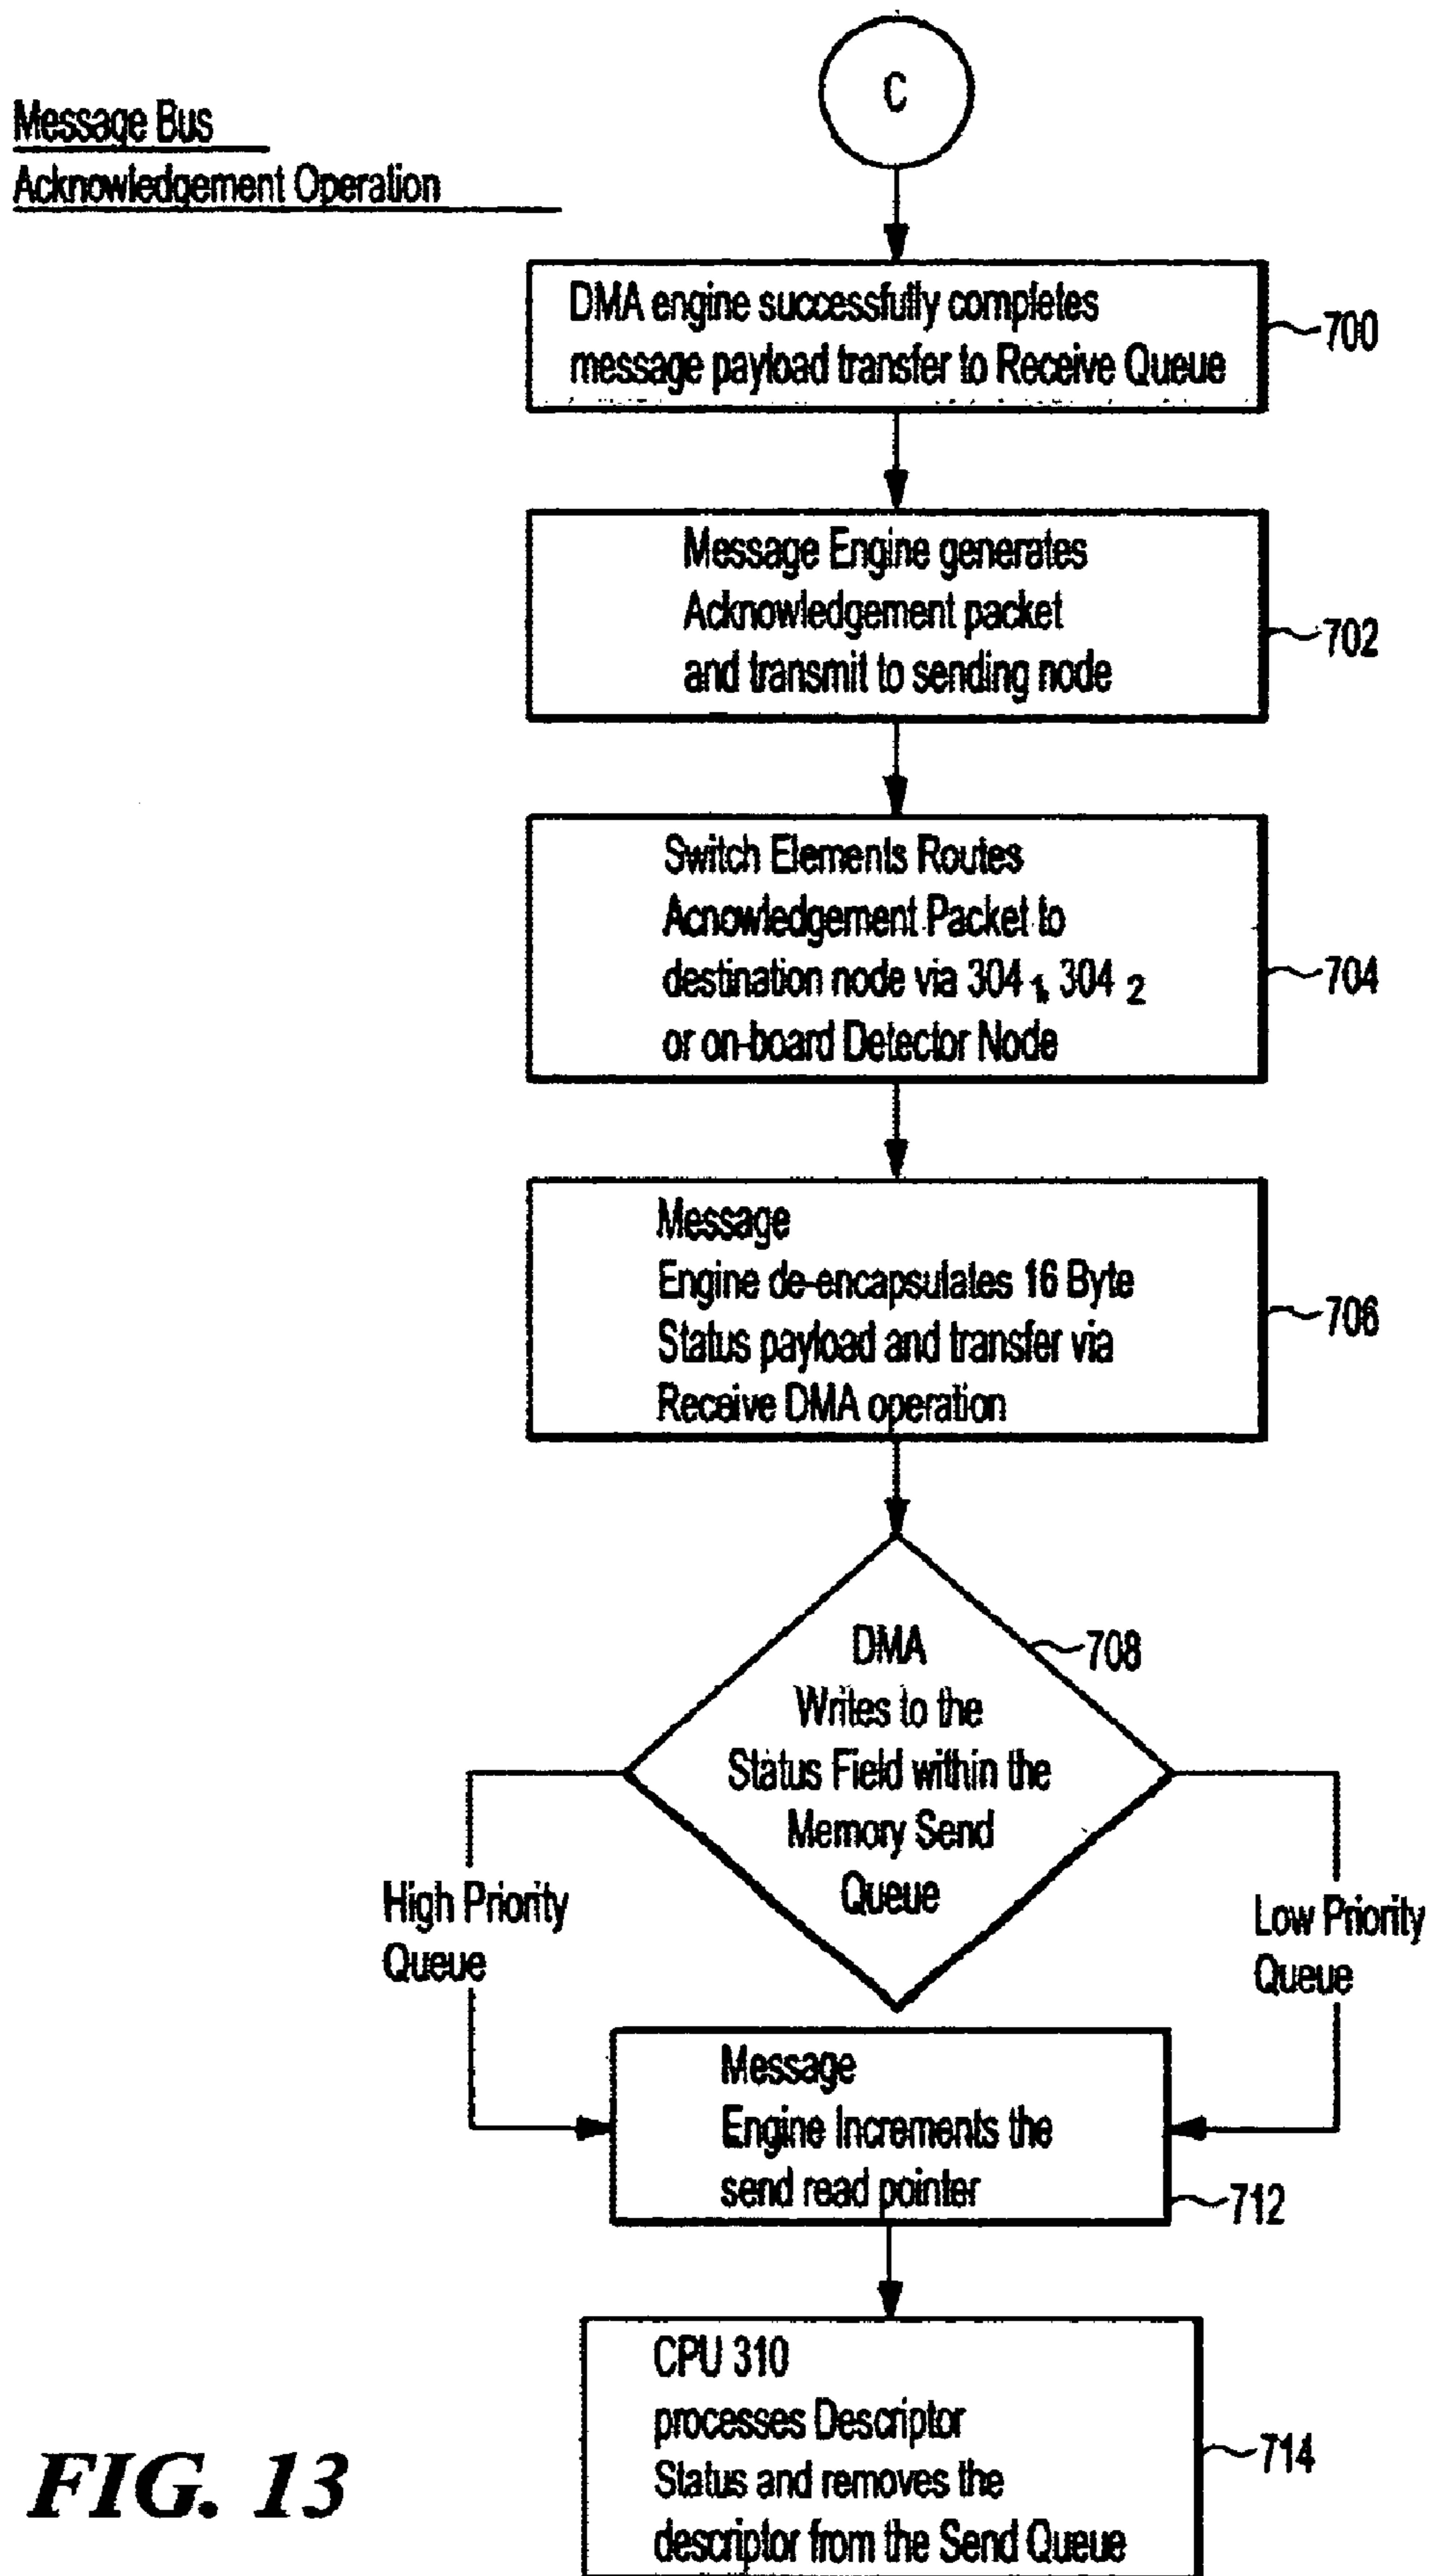 C
Message Bus
Acknowledgement Operation
DMA engine successfully completes
message payload transfer to Receive Queue
700
Message Engine generates
Acknowledgement packet
and transmit to sending node
702
Switch Elements Routes
Acnowledgement Packet to
destination node via 304 1, 304 2
or on-board Detector Node
704
Message
Engine de-encapsulates 16 Byte
Status payload and transfer via
Receive DMA operation
706
DMA
Writes to the
Status Field within the
Memory Send
Queue
708
High Priority
Queue
Low Priority
Queue
Message
Engine Increments the
send read pointer
712
CPU 310
processes Descriptor
Status and removes the
descriptor from the Send Queue
714
FIG. 13